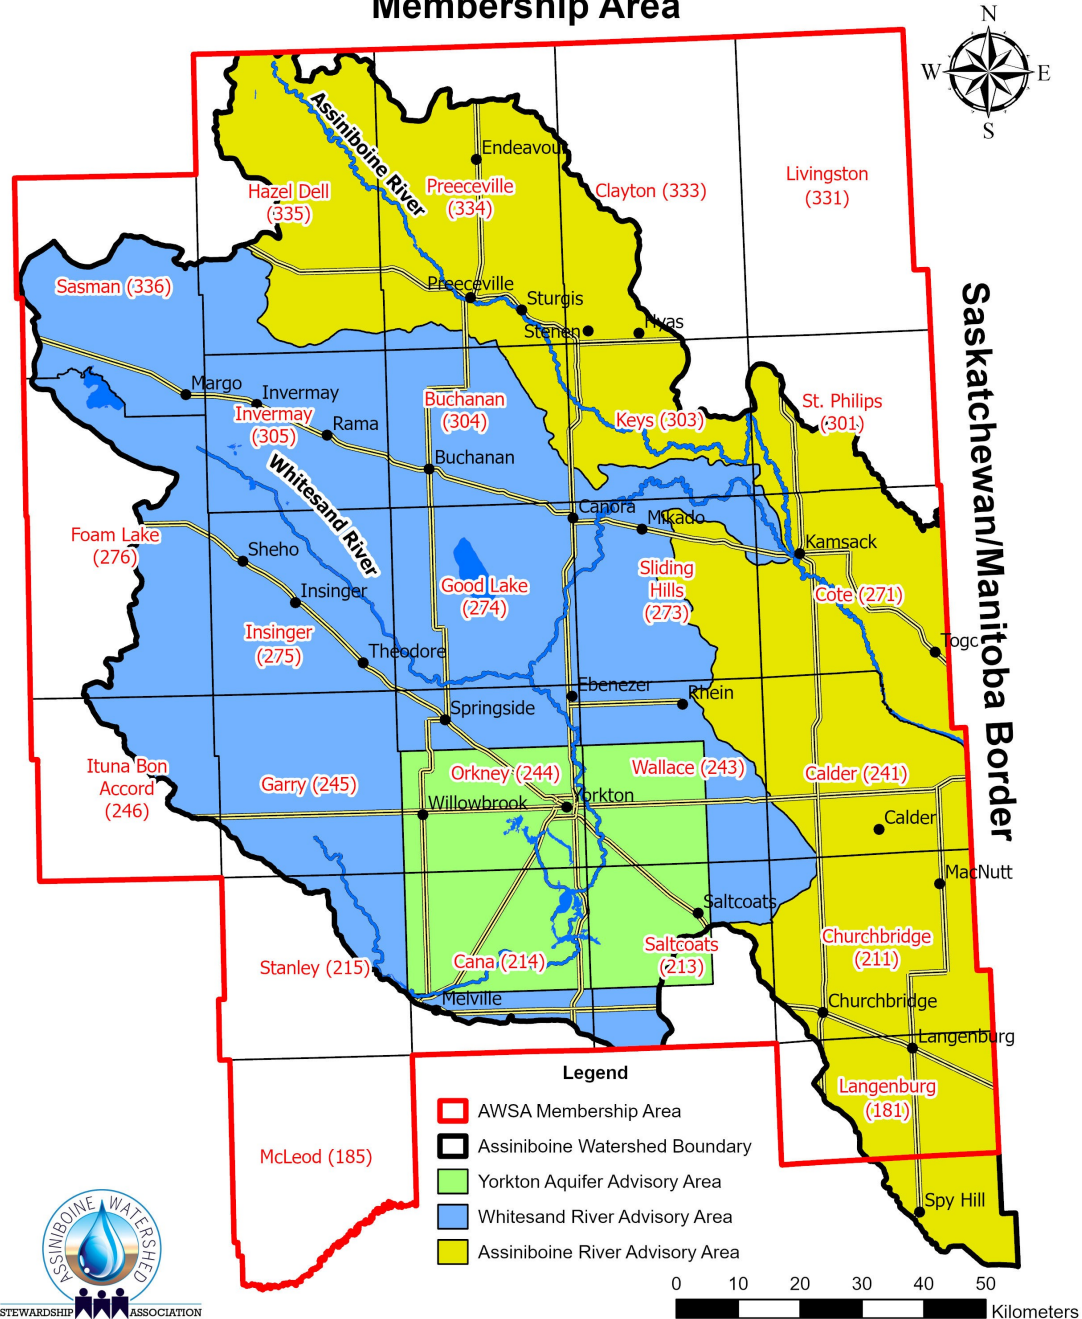 Membership Area
N
W
E
S
Assiniboine River
Endeavour
Hazel Dell
(335)
Preeceville
(334)
Clayton (333)
Livingston
(331)
Sasman (336)
Preeceville
Sturgis
Stenen
Hyas
Saskatchewan/Manitoba Border
Margo
Invermay
Invermay
(305)
Rama
Buchanan
(304)
Keys (303)
St. Philips
(301)
Buchanan
Whitesand River
Canora
Mikado
Foam Lake
(276)
Sheho
Kamsack
Insinger
Good Lake
(274)
Sliding
Hills
(273)
Cote (271)
Insinger
(275)
Theodore
Togc
Ebenezer
Rhein
Springside
Ituna Bon
Accord
(246)
Garry (245)
Orkney (244)
Wallace (243)
Calder (241)
Willowbrook
Yorkton
Calder
MacNutt
Saltcoats
Stanley (215)
Cana (214)
Saltcoats
(213)
Churchbridge
(211)
Melville
Churchbridge
Langenburg
Langenburg
(181)
McLeod (185)
Spy Hill
Legend
AWSA Membership Area
Assiniboine Watershed Boundary
Yorkton Aquifer Advisory Area
Whitesand River Advisory Area
Assiniboine River Advisory Area
ASSINIBOINE WATERSHED
STEWARDSHIP ASSOCIATION
0 10 20 30 40 50
Kilometers